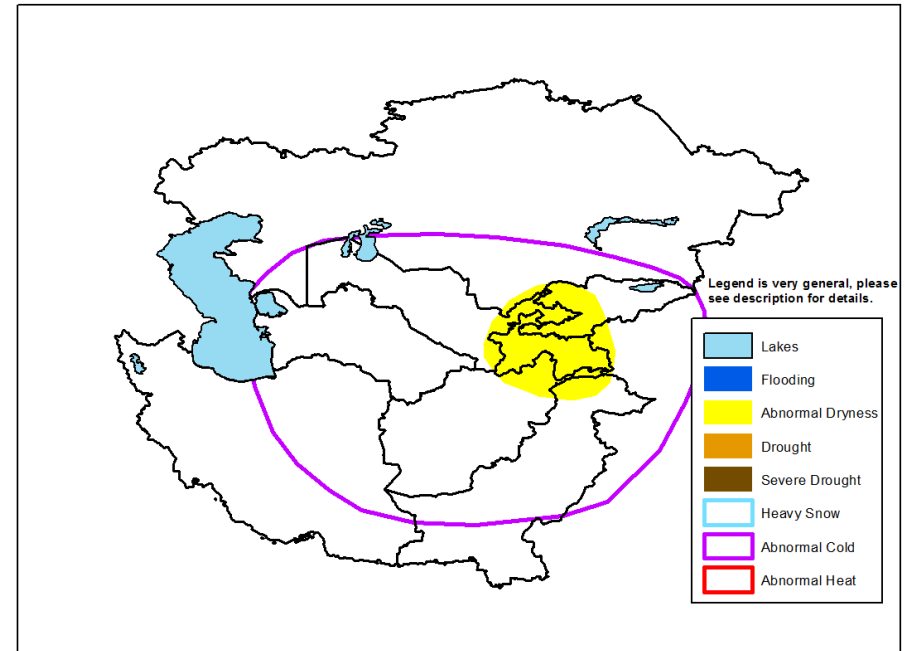 Legend is very general, please
see description for details.
Lakes
Flooding
Abnormal Dryness
Drought
Severe Drought
Heavy Snow
Abnormal Cold
Abnormal Heat